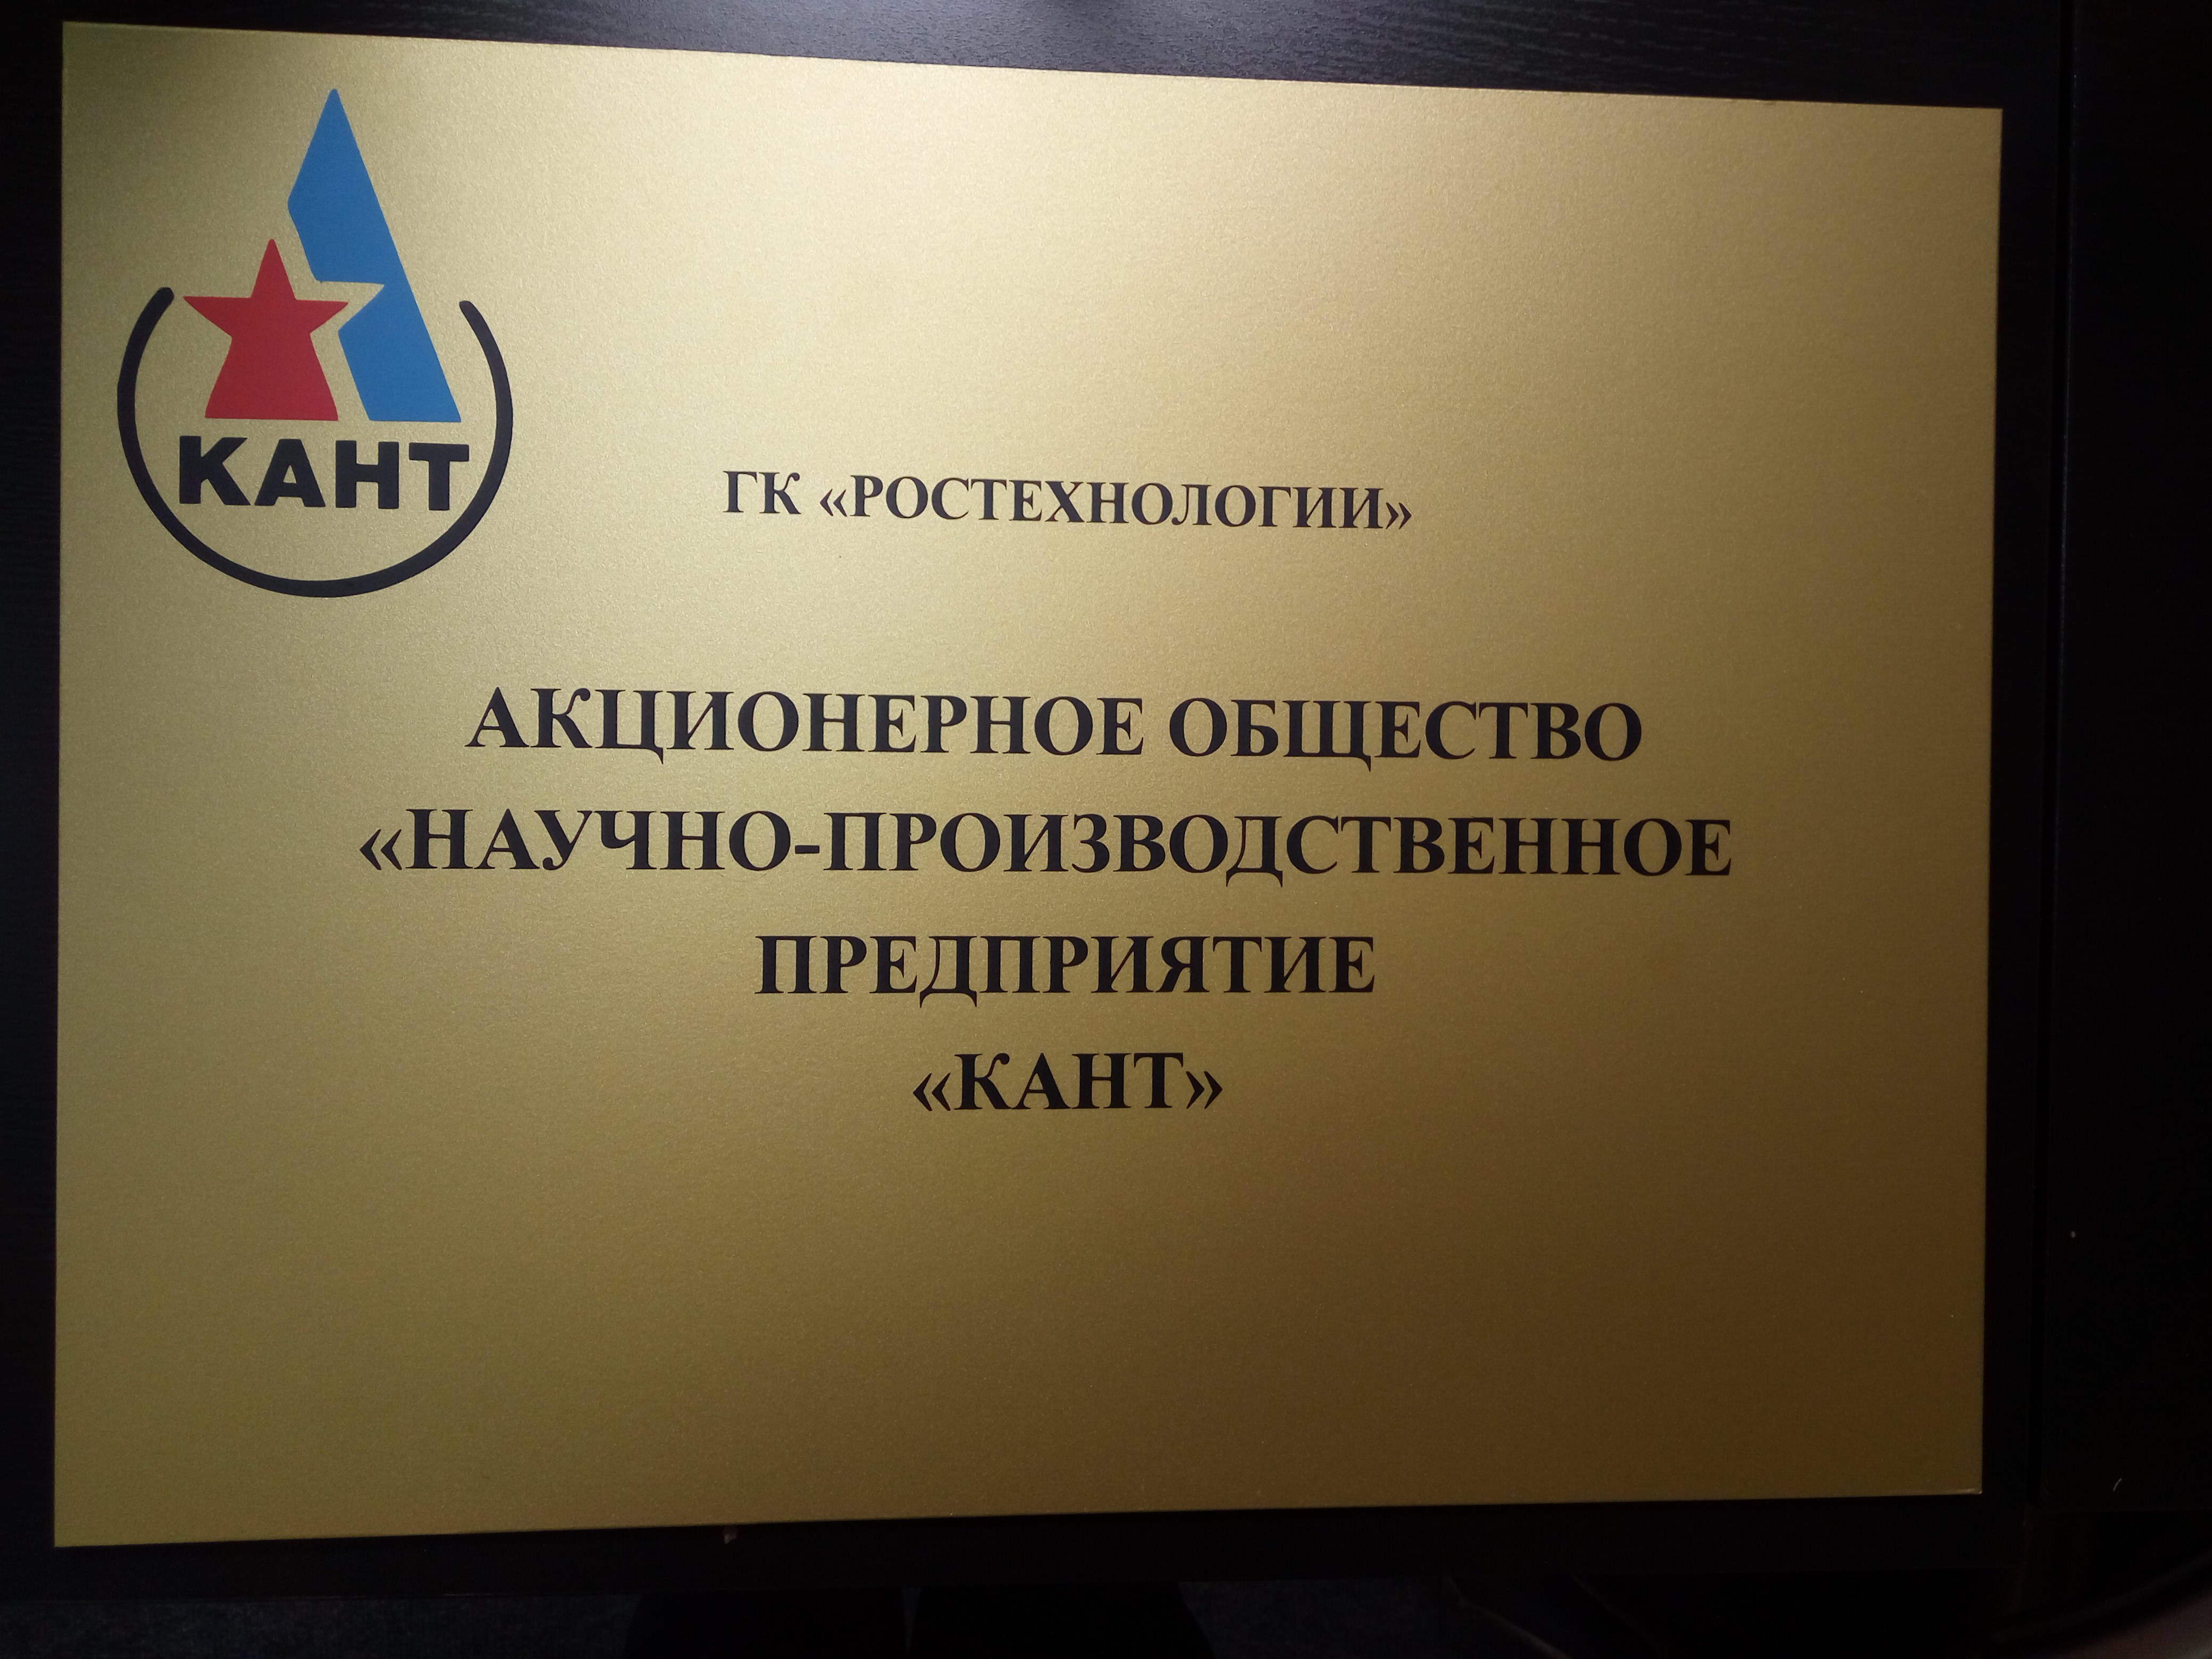 КАНТ
ГК «РОСТЕХНОЛОГИИ»
АКЦИОНЕРНОЕ ОБЩЕСТВО
«НАУЧНО-ПРОИЗВОДСТВЕННОЕ
ПРЕДПРИЯТИЕ
«КАНТ»